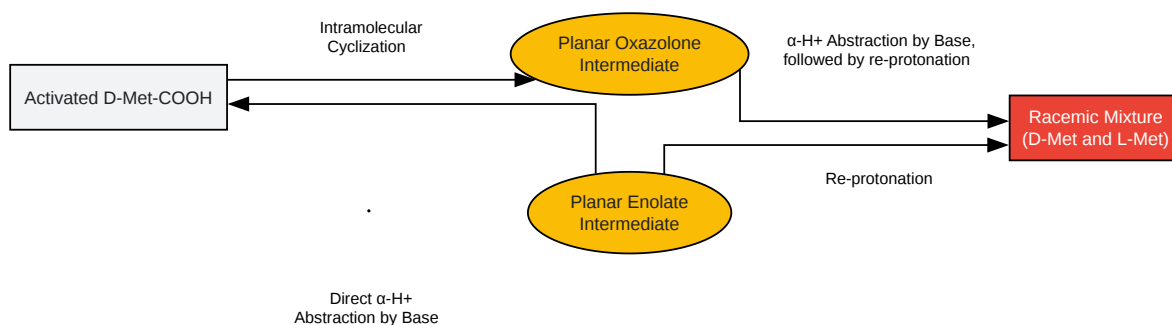 Intramolecular
Cyclization
Planar Oxazolone
Intermediate
α-H+ Abstraction by Base,
followed by re-protonation
Activated D-Met-COOH
Racemic Mixture
(D-Met and L-Met)
Planar Enolate
Intermediate
Re-protonation
Direct α-H+
Abstraction by Base